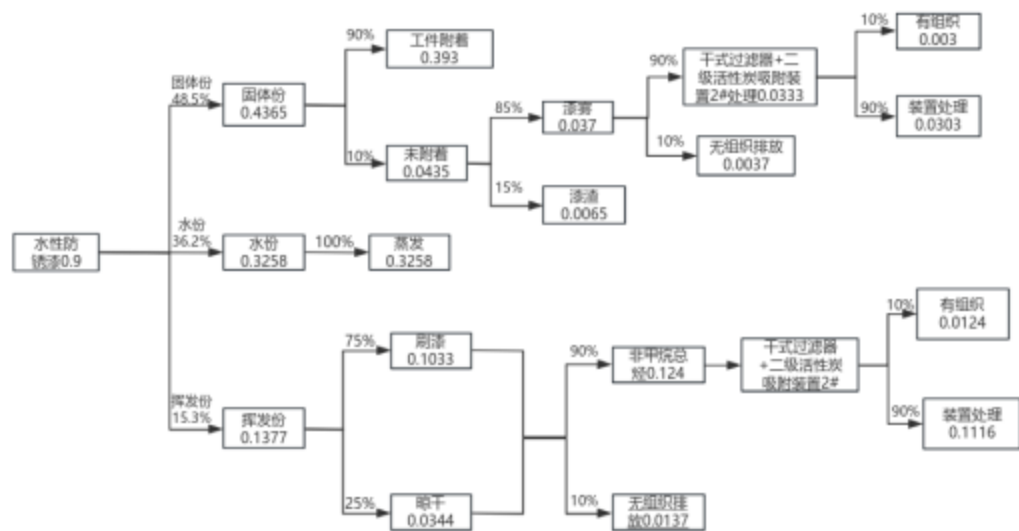 90%
工件附着
0.393
固体份
48.5%
固体份
0.4365
10%
未附着
0.0435
85%
漆雾
0.037
15%
漆渣
0.0065
90%
干式过滤器+二
级活性炭吸附装
置2#处理0.0333
10%
无组织排放
0.0037
10%
有组织
0.003
90%
装置处理
0.0303
水性防
锈漆0.9
水份
36.2%
水份
0.3258
100%
蒸发
0.3258
挥发份
15.3%
挥发份
0.1377
75%
刷漆
0.1033
25%
晾干
0.0344
90%
非甲烷总
烃0.124
10%
无组织排
放0.0137
干式过滤器
+二级活性炭
吸附装置2#
10%
有组织
0.0124
90%
装置处理
0.1116